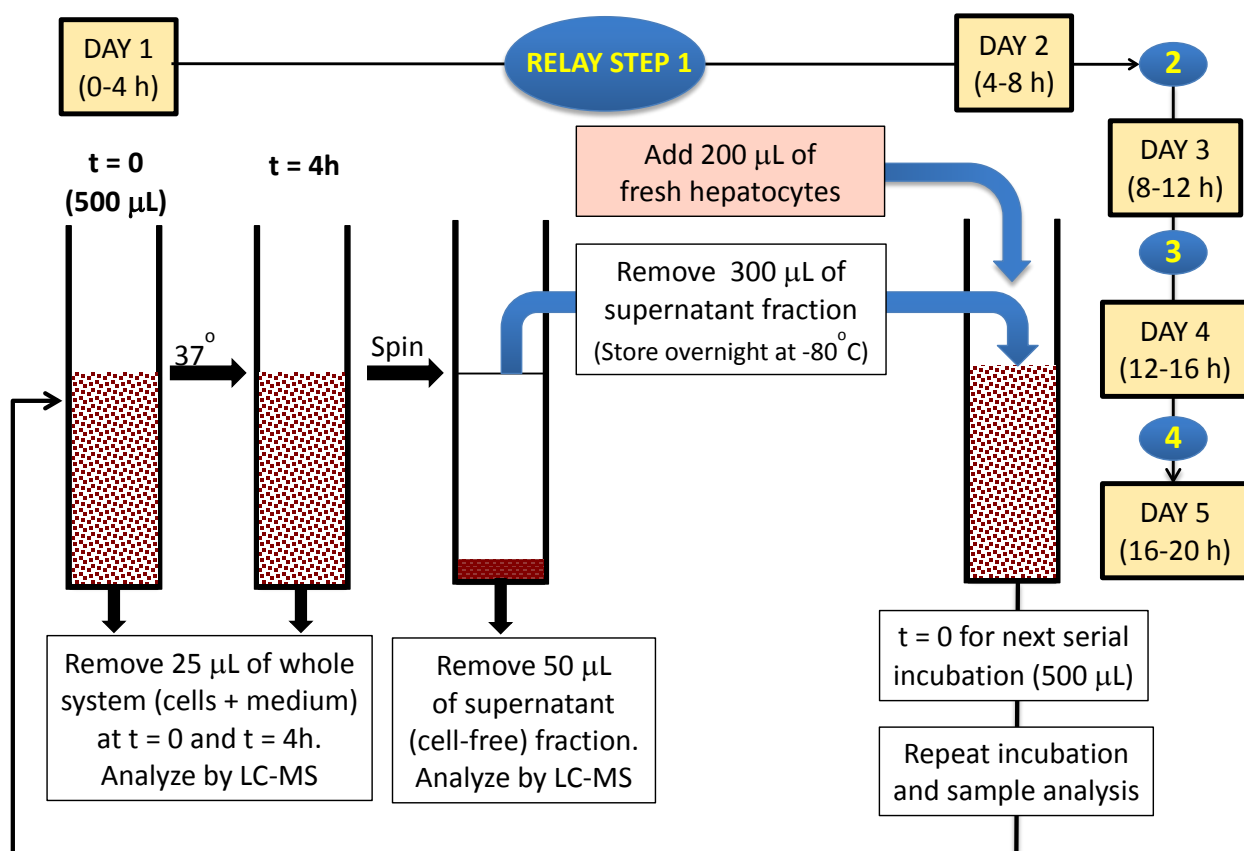 DAY 1
(0-4 h)
RELAY STEP 1
DAY 2
(4-8 h)
2
DAY 3
(8-12 h)
3
DAY 4
(12-16 h)
4
DAY 5
(16-20 h)
t = 0
(500 μL)
t = 4h
Add 200 μL of
fresh hepatocytes
Remove  300 μL of
supernatant fraction
(Store overnight at -80°C)
37°
Spin
Remove 25 μL of whole
system (cells + medium)
at t = 0 and t = 4h.
Analyze by LC-MS
Remove 50 μL
of supernatant
(cell-free) fraction.
Analyze by LC-MS
t = 0 for next serial
incubation (500 μL)
Repeat incubation
and sample analysis